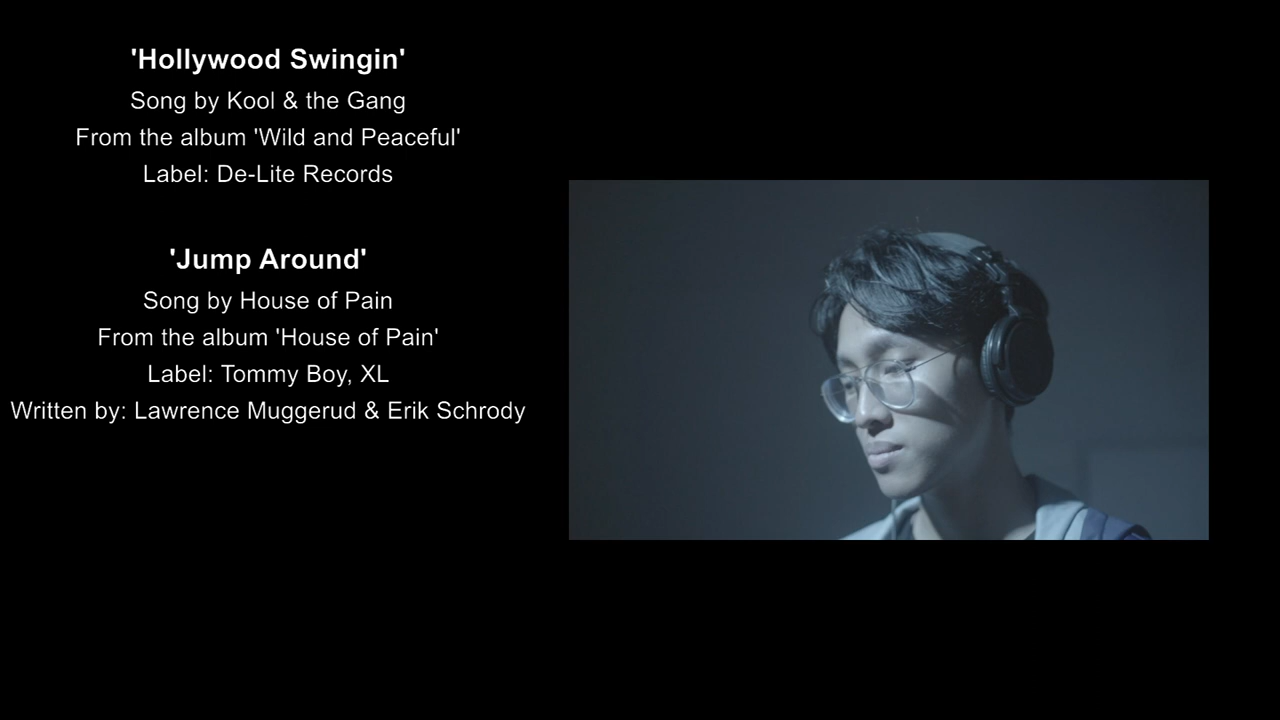 'Hollywood Swingin'
Song by Kool & the Gang
From the album 'Wild and Peaceful'
Label: De-Lite Records
'Jump Around'
Song by House of Pain
From the album 'House of Pain'
Label: Tommy Boy, XL
Written by: Lawrence Muggerud & Erik Schrody